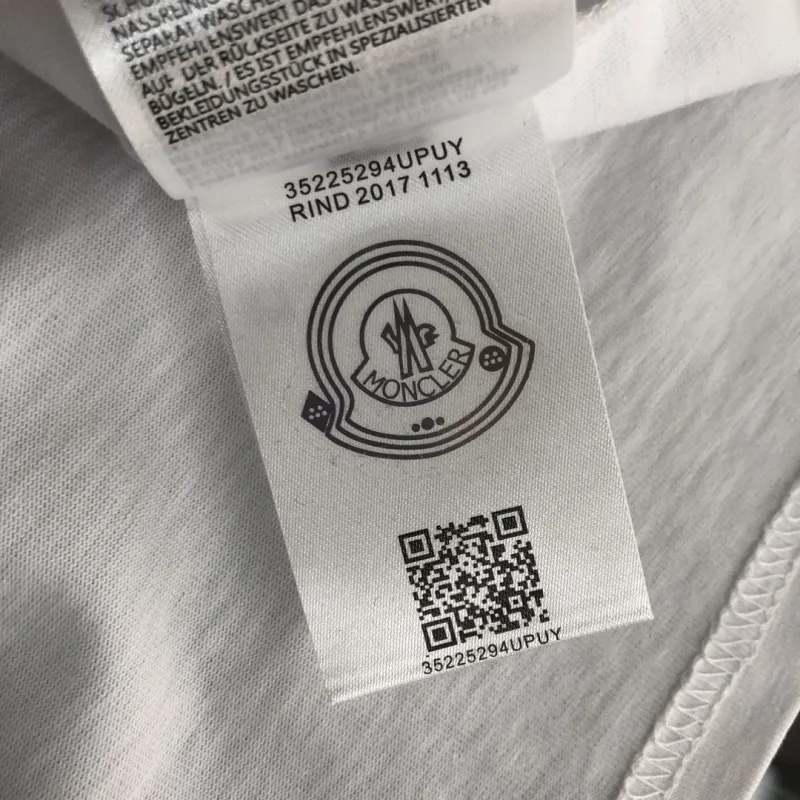 NASSREINIGUNG
SEPARAT WASCHEN
EMPFEHLENSWERT DAS
AUF DER RÜCKSEITE ZU WASCHEN
BÜGELN. / ES IST EMPFEHLENSWERT,
BEKLEIDUNGSSTÜCK IN SPEZIALISIERTEN
ZENTREN ZU WASCHEN.
35225294UPUY
RIND 2017 1113
MONCLER
35225294UPUY